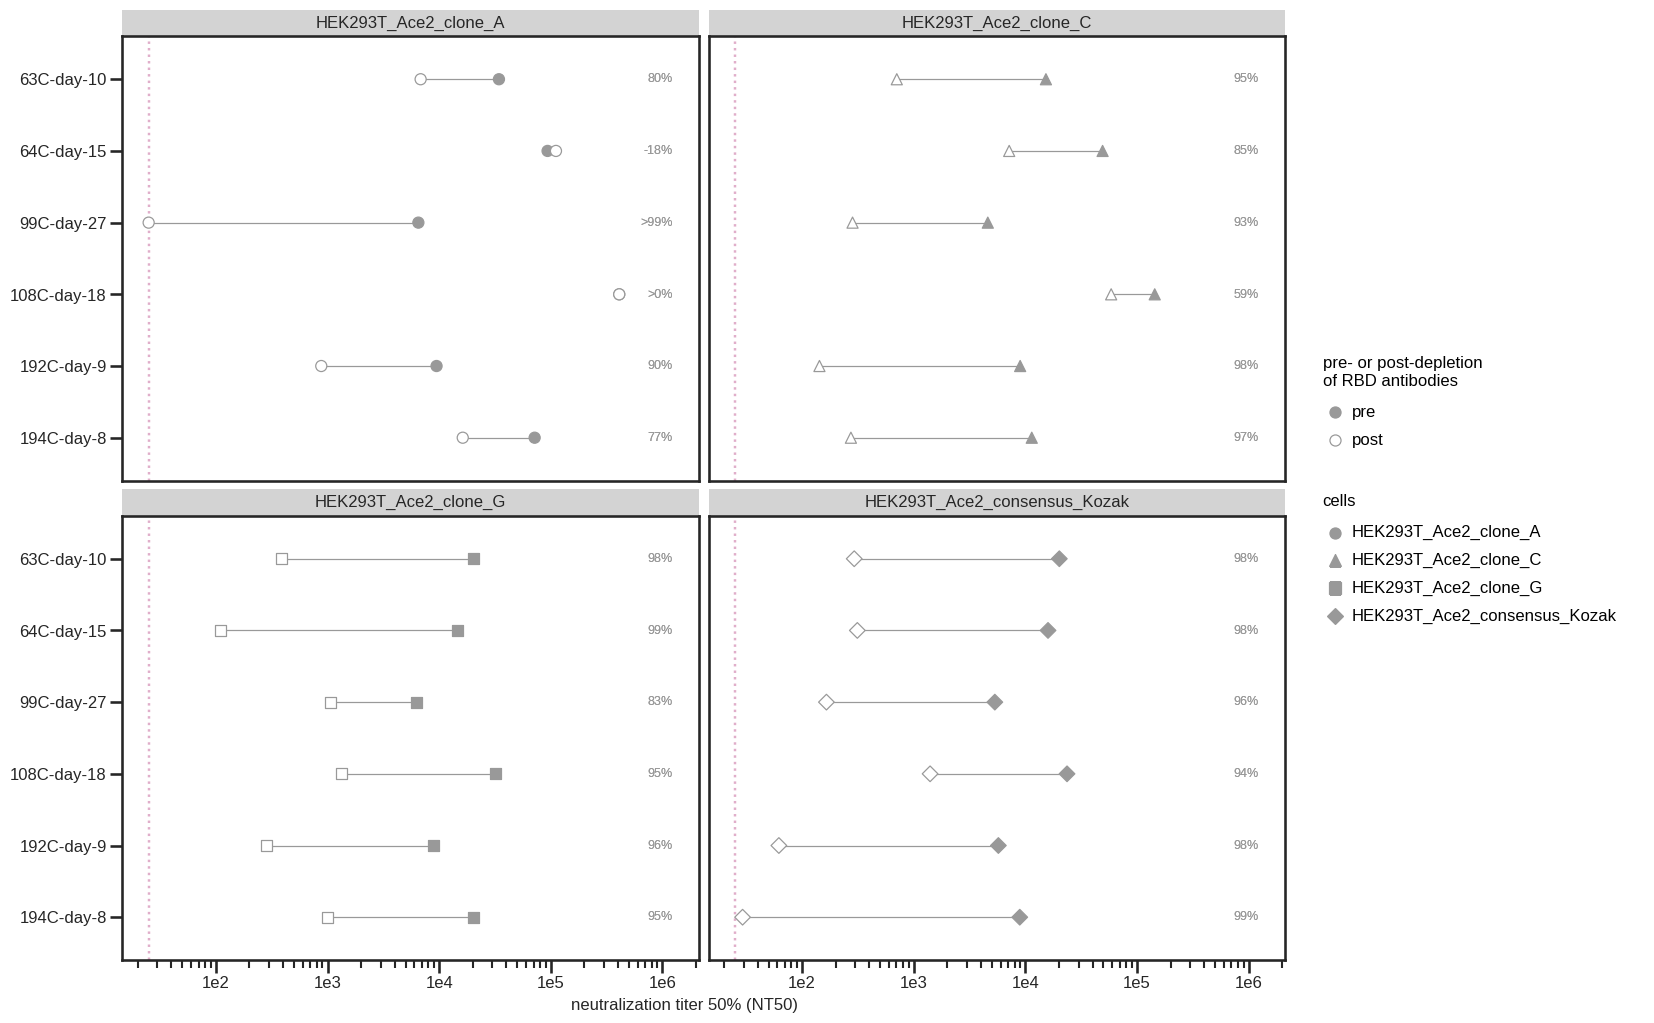 HEK293T_Ace2_clone_A
HEK293T_Ace2_clone_C
63C-day-10
80%
95%
64C-day-15
-18%
85%
99C-day-27
>99%
93%
108C-day-18
>0%
59%
192C-day-9
90%
98%
194C-day-8
77%
97%
HEK293T_Ace2_clone_G
HEK293T_Ace2_consensus_Kozak
63C-day-10
98%
98%
64C-day-15
99%
98%
99C-day-27
83%
96%
108C-day-18
95%
94%
192C-day-9
96%
98%
194C-day-8
95%
99%
1e2 1e3 1e4 1e5 1e6
1e2 1e3 1e4 1e5 1e6
neutralization titer 50% (NT50)
pre- or post-depletion
of RBD antibodies
pre
post
cells
HEK293T_Ace2_clone_A
HEK293T_Ace2_clone_C
HEK293T_Ace2_clone_G
HEK293T_Ace2_consensus_Kozak